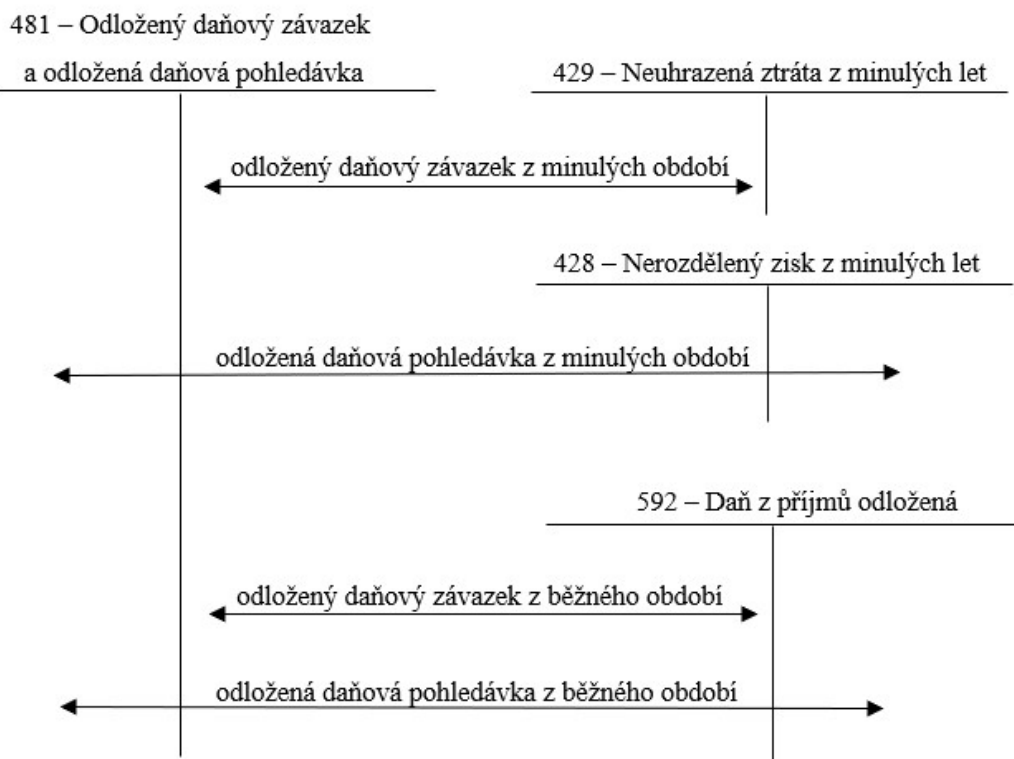 481 – Odložený daňový závazek
a odložená daňová pohledávka
429 – Neuhrazená ztráta z minulých let
odložený daňový závazek z minulých období
428 – Nerozdělený zisk z minulých let
odložená daňová pohledávka z minulých období
592 – Daň z příjmů odložená
odložený daňový závazek z běžného období
odložená daňová pohledávka z běžného období